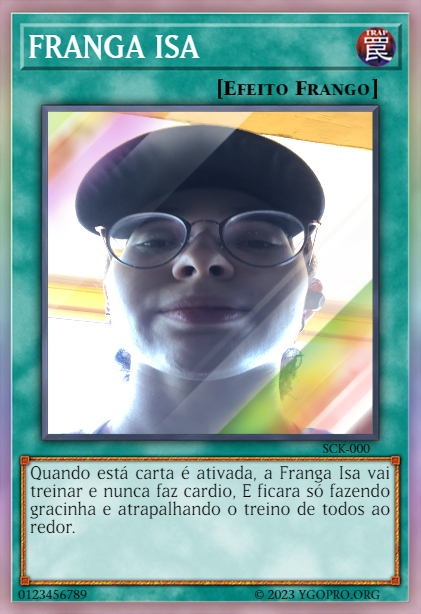 FRANGA ISA
TRAP
罠
[EFEITO FRANGO]
SCK-000
Quando está carta é ativada, a Franga Isa vai
treinar e nunca faz cardio, E ficara só fazendo
gracinha e atrapalhando o treino de todos ao
redor.
0123456789
© 2023 YGOPRO.ORG